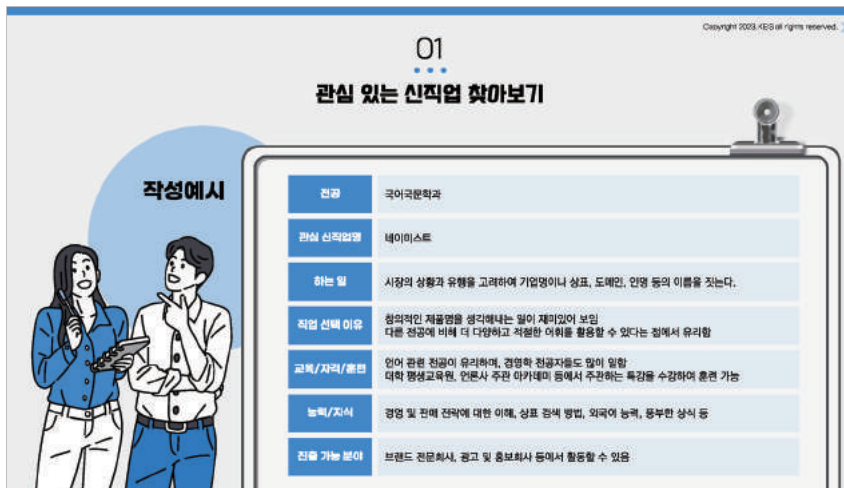 Copyright 2023. KEIS all rights reserved.
01
관심 있는 신직업 찾아보기
작성예시
전공 국어국문학과
관심 신직업명 네이미스트
하는 일 시장의 상황과 유행을 고려하여 기업명이나 상표, 도메인, 인명 등의 이름을 짓는다.
직업 선택 이유 창의적인 제품명을 생각해내는 일이 재미있어 보임
다른 전공에 비해 더 다양하고 적절한 어휘를 활용할 수 있다는 점에서 유리함
교육/자격/훈련 언어 관련 전공이 유리하며, 경영학 전공자들도 많이 일함
대학 평생교육원, 언론사 주관 아카데미 등에서 주관하는 특강을 수강하여 훈련 가능
능력/지식 경영 및 판매 전략에 대한 이해, 상표 검색 방법, 외국어 능력, 풍부한 상식 등
진출 가능 분야 브랜드 전문회사, 광고 및 홍보회사 등에서 활동할 수 있음